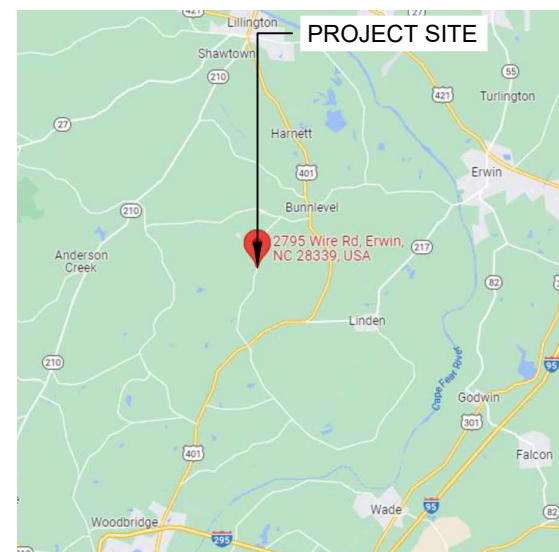 Lillington
27
PROJECT SITE
Shawtown
210
421
55
421
Turlington
27
Harnett
401
Erwin
210
Bunnlevel
217
2795 Wire Rd, Erwin,
NC 28339, USA
Anderson
Creek
82
Linden
210
Cape Fear River
95
Godwin
301
Falcon
401
Wade
95
82
Woodbridge
295